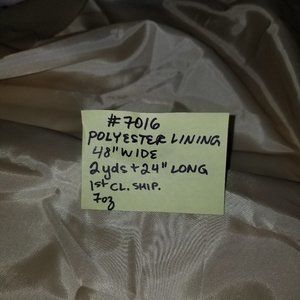 #7016
POLYESTER LINING
48" WIDE
2yds + 24" LONG
1st CL. SHIP.
7oz